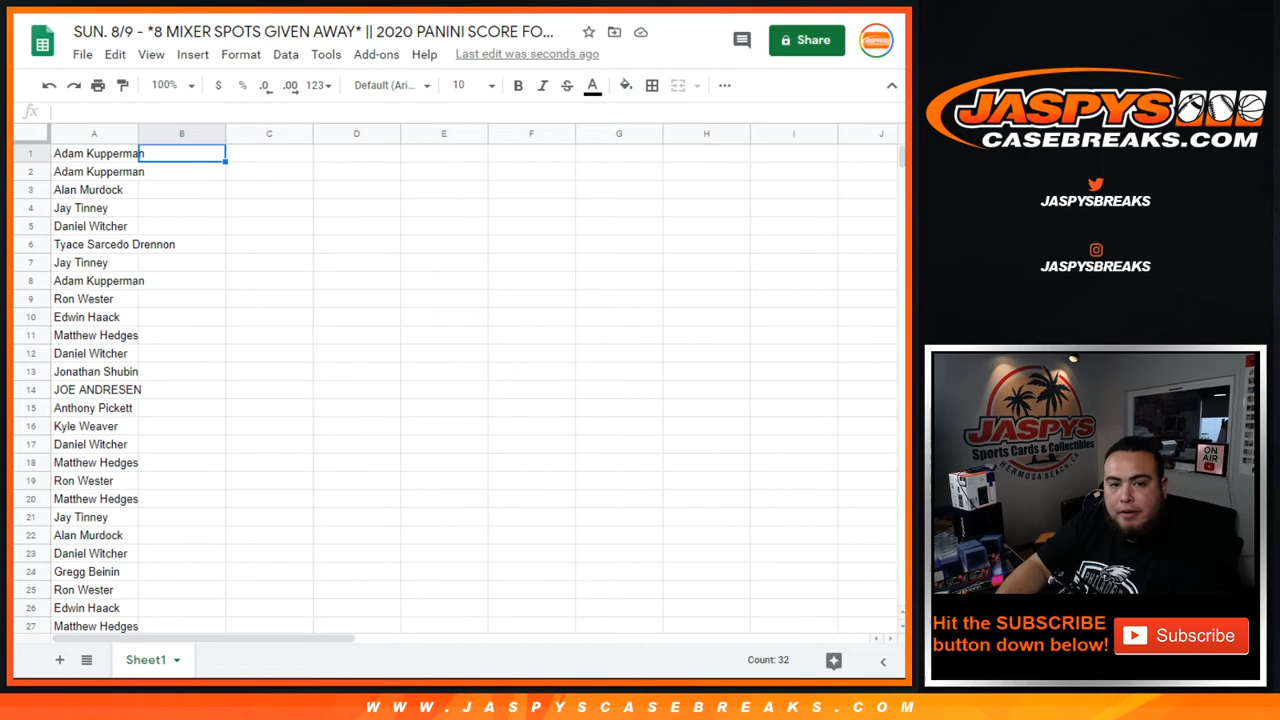 SUN. 8/9 - *8 MIXER SPOTS GIVEN AWAY* || 2020 PANINI SCORE FO...
File Edit View Insert Format Data Tools Add-ons Help Last edit was seconds ago
Share
100% $ % .0 .00 123 Default (Ari... 10 B I S A
fx
A B C D E F G H I J
1 Adam Kupperman
2 Adam Kupperman
3 Alan Murdock
4 Jay Tinney
5 Daniel Witcher
6 Tyace Sarcedo Drennon
7 Jay Tinney
8 Adam Kupperman
9 Ron Wester
10 Edwin Haack
11 Matthew Hedges
12 Daniel Witcher
13 Jonathan Shubin
14 JOE ANDRESEN
15 Anthony Pickett
16 Kyle Weaver
17 Daniel Witcher
18 Matthew Hedges
19 Ron Wester
20 Matthew Hedges
21 Jay Tinney
22 Alan Murdock
23 Daniel Witcher
24 Gregg Beinin
25 Ron Wester
26 Edwin Haack
27 Matthew Hedges
Sheet1
Count: 32
JASPYS
CASEBREAKS.COM
JASPYSBREAKS
JASPYSBREAKS
JASPYS
Sports Cards & Collectibles
HERMOSA BEACH, CA
ON AIR
Hit the SUBSCRIBE
button down below!
Subscribe
WWW.JASPYSCASEBREAKS.COM